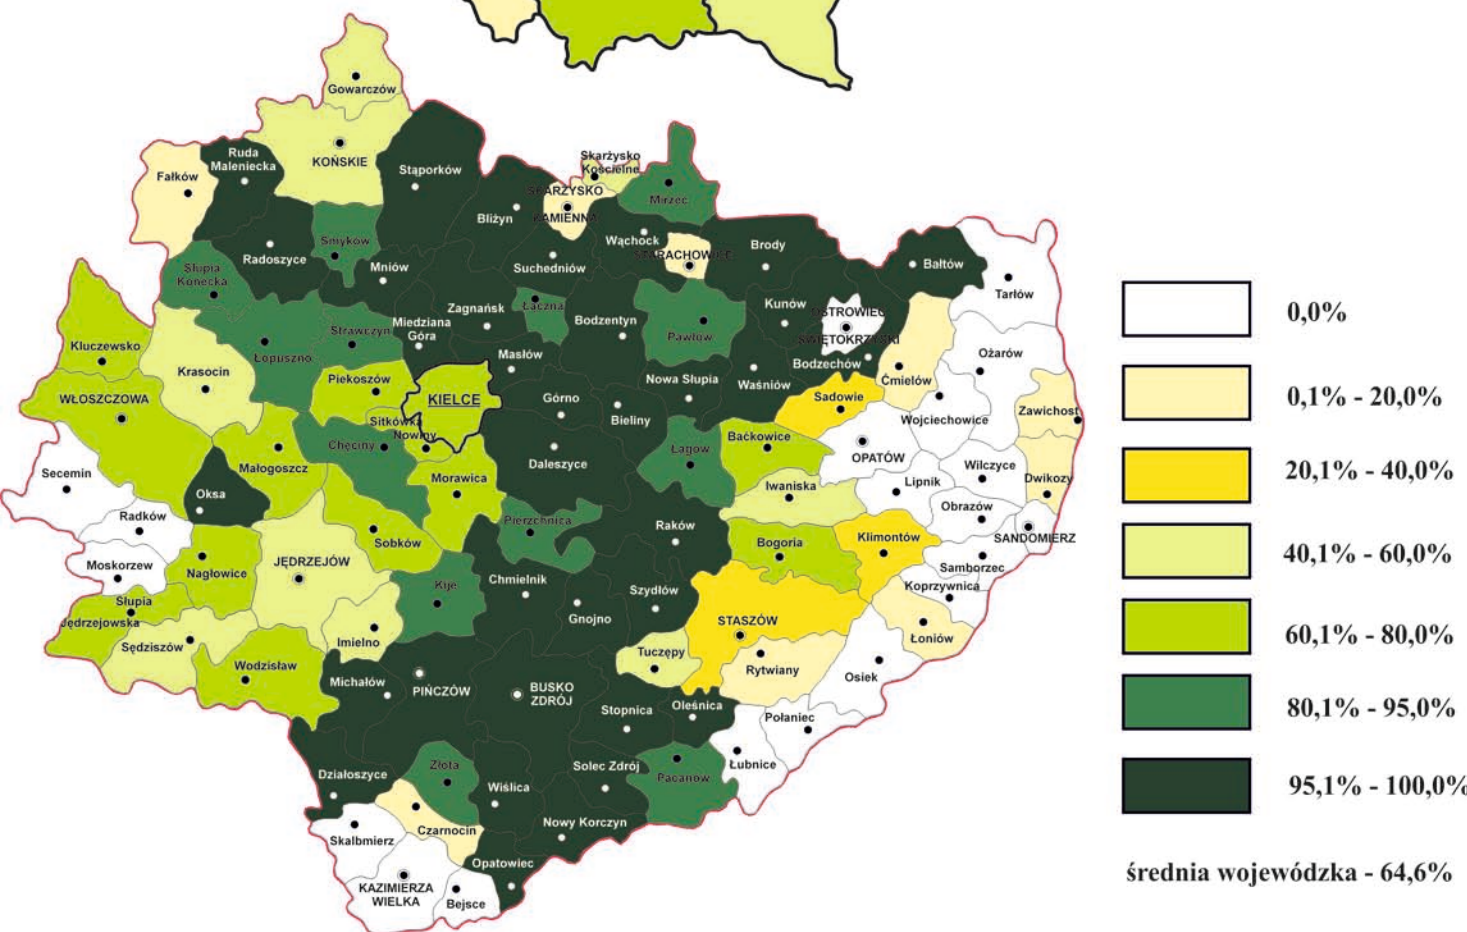 Gowarczów
KOŃSKIE
Ruda
Maleniecka
Fałków
Stąporków
Skarżysko
Kościelne
SKARŻYSKO
KAMIENNA
Mirzec
Bliżyn
Smyków
Radoszyce
Mniów
Słupia
Konecka
Wąchock
STARACHOWICE
Brody
Bałtów
Tarłów
Suchedniów
Łączna
Zagnańsk
Bodzentyn
Pawłów
Kunów
OSTROWIEC
ŚWIĘTOKRZYSKI
Strawczyn
Miedziana
Góra
Łopuszno
Kluczewsko
Krasocin
Masłów
Bodzechów
Ćmielów
Ożarów
WŁOSZCZOWA
Piekoszów
KIELCE
Górno
Nowa Słupia
Waśniów
Sadowie
Wojciechowice
Zawichost
Sitkówka
Nowiny
Bieliny
Chęciny
Małogoszcz
Daleszyce
Łagów
Baćkowice
OPATÓW
Wilczyce
Dwikozy
Secemin
Oksa
Morawica
Iwaniska
Lipnik
Obrazów
SANDOMIERZ
Radków
Sobków
Pierzchnica
Raków
Bogoria
Klimontów
Samborzec
Moskorzew
Nagłowice
JĘDRZEJÓW
Kije
Chmielnik
Szydłów
Koprzywnica
Słupia
Jędrzejowska
Gnojno
STASZÓW
Łoniów
Sędziszów
Imielno
Wodzisław
Tuczępy
Rytwiany
Osiek
Michałów
PIŃCZÓW
BUSKO
ZDRÓJ
Stopnica
Oleśnica
Połaniec
Łubnice
Działoszyce
Złota
Wiślica
Solec Zdrój
Pacanów
Skalbmierz
Czarnocin
Nowy Korczyn
KAZIMIERZA
WIELKA
Bejsce
Opatowiec
0,0%
0,1% - 20,0%
20,1% - 40,0%
40,1% - 60,0%
60,1% - 80,0%
80,1% - 95,0%
95,1% - 100,0%
średnia wojewódzka - 64,6%